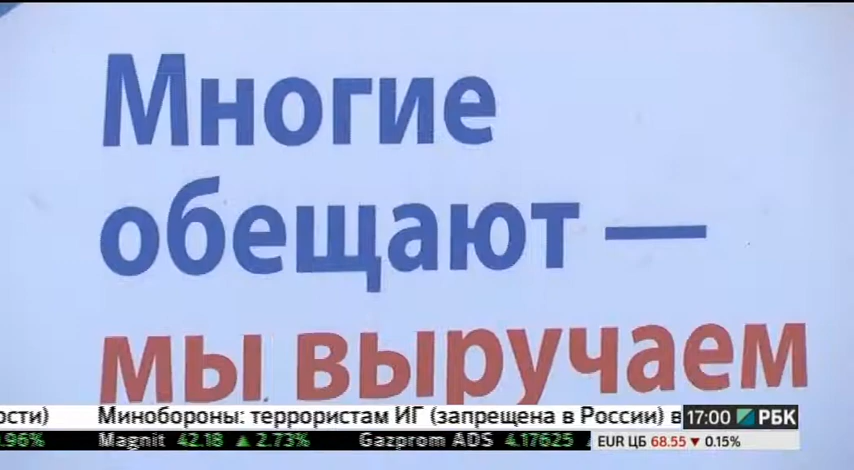 Многие
обещают —
мы выручаем
ости) Минобороны: террористам ИГ (запрещена в России) в 17:00 РБК
.96% Magnit 42.18 ▲ 2.73% Gazprom ADS 4.17625 EUR ЦБ 68.55 ▼ 0.15%